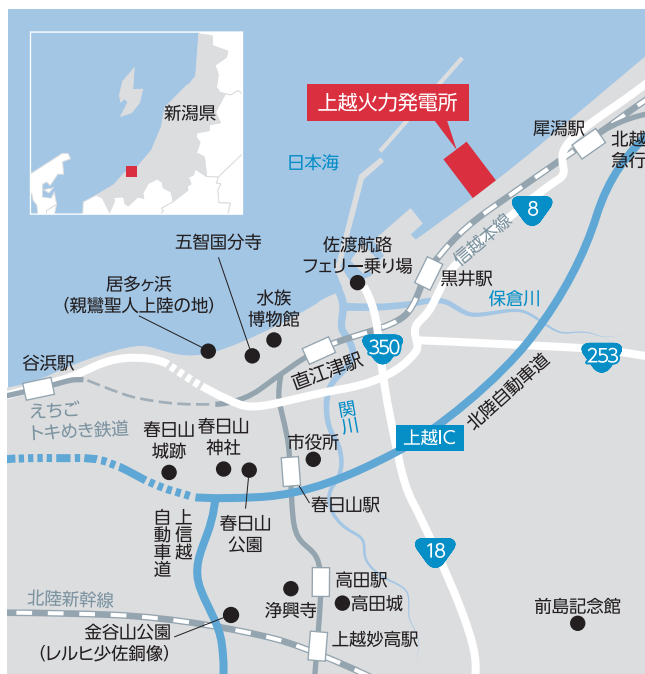 新潟県
上越火力発電所
犀潟駅
北越
急行
日本海
8
信越本線
五智国分寺
佐渡航路
フェリー乗り場
黒井駅
居多ヶ浜
（親鸞聖人上陸の地）
水族
博物館
保倉川
谷浜駅
直江津駅
350
253
えちご
トキめき鉄道
関川
北陸自動車道
上越IC
春日山
城跡
春日山
神社
市役所
春日山駅
上信越
自動車道
春日山
公園
18
北陸新幹線
高田駅
浄興寺
高田城
前島記念館
金谷山公園
（レルヒ少佐銅像）
上越妙高駅